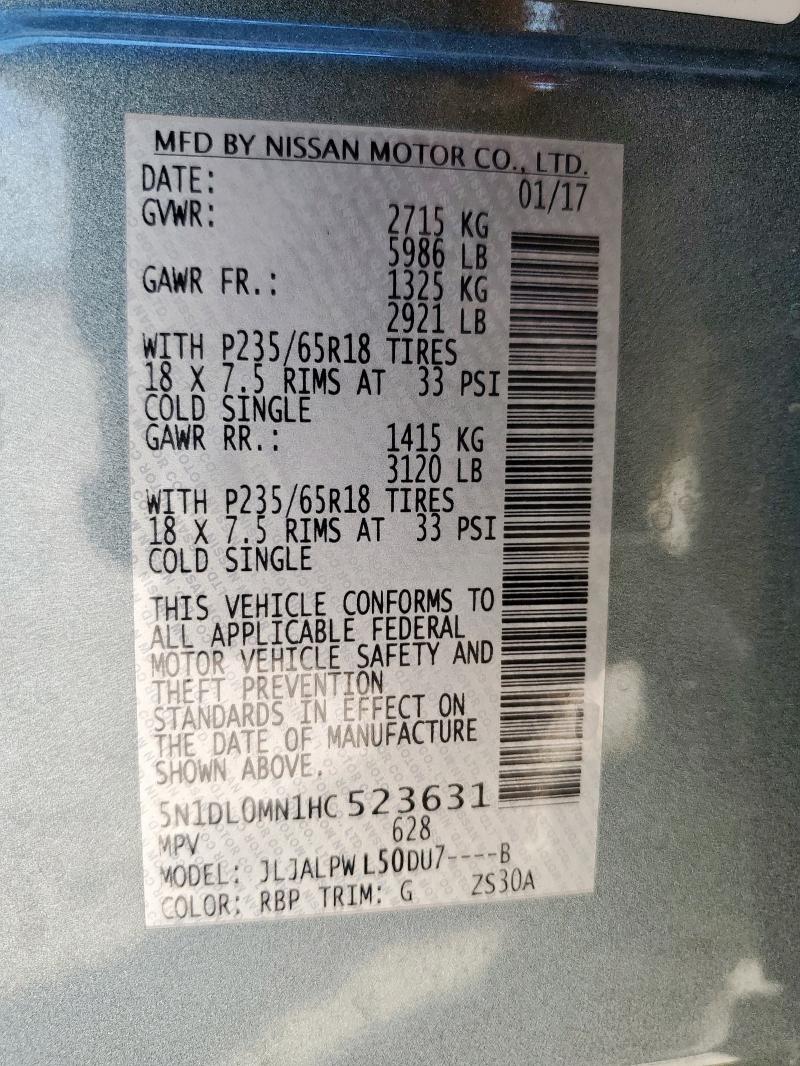 MFD BY NISSAN MOTOR CO., LTD.
DATE: 01/17
GVWR: 2715 KG
5986 LB
GAWR FR.: 1325 KG
2921 LB
WITH P235/65R18 TIRES
18 X 7.5 RIMS AT 33 PSI
COLD SINGLE
GAWR RR.: 1415 KG
3120 LB
WITH P235/65R18 TIRES
18 X 7.5 RIMS AT 33 PSI
COLD SINGLE
THIS VEHICLE CONFORMS TO
ALL APPLICABLE FEDERAL
MOTOR VEHICLE SAFETY AND
THEFT PREVENTION
STANDARDS IN EFFECT ON
THE DATE OF MANUFACTURE
SHOWN ABOVE.
5N1DL0MN1HC 523631
MPV 628
MODEL: JLJALPW L50DU7----B
COLOR: RBP TRIM: G ZS30A